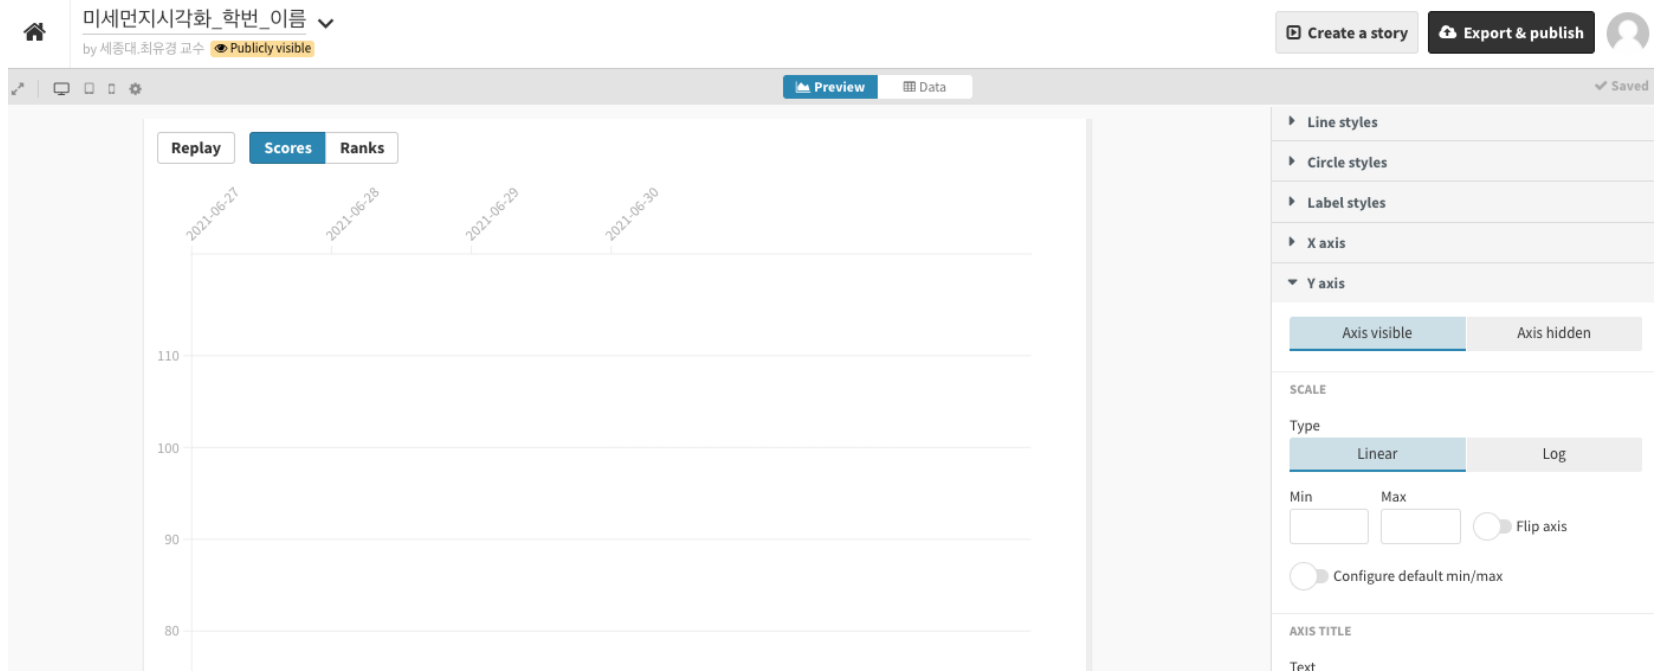 미세먼지시각화_학번_이름
by 세종대.최유경 교수 Publicly visible
Create a story
Export & publish
Preview
Data
Saved
Replay
Scores
Ranks
2021-06-27
2021-06-28
2021-06-29
2021-06-30
110
100
90
80
Line styles
Circle styles
Label styles
X axis
Y axis
Axis visible
Axis hidden
SCALE
Type
Linear
Log
Min
Max
Flip axis
Configure default min/max
AXIS TITLE
Text